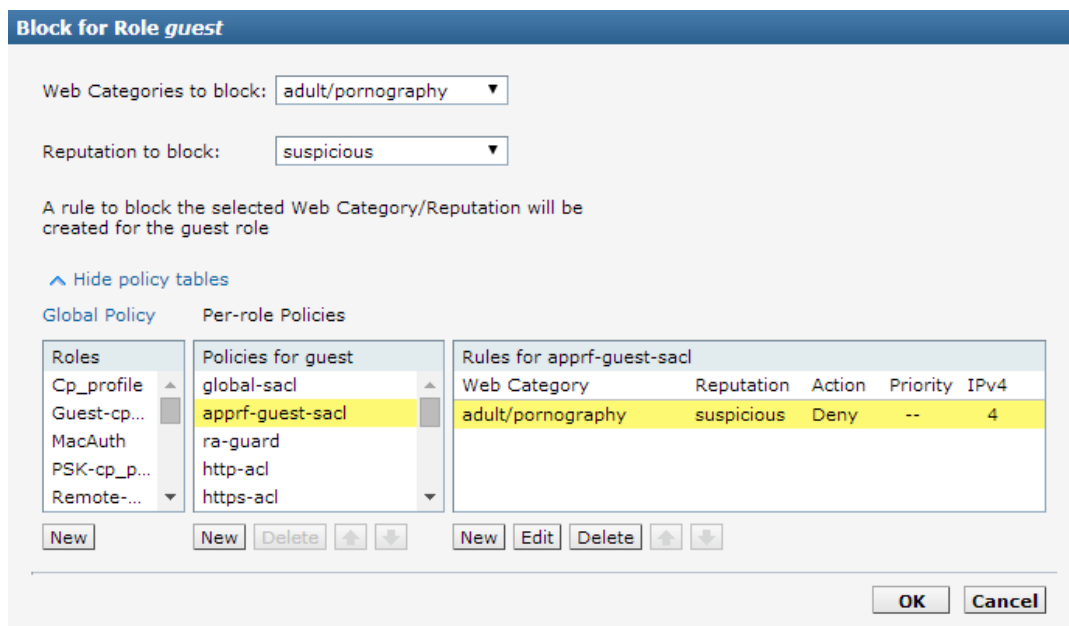 Block for Role guest
Web Categories to block: adult/pornography
Reputation to block: suspicious
A rule to block the selected Web Category/Reputation will be
created for the guest role
Hide policy tables
Global Policy Per-role Policies
Roles Policies for guest Rules for apprf-guest-sacl
Cp_profile global-sacl Web Category Reputation Action Priority IPv4
Guest-cp... apprf-guest-sacl adult/pornography suspicious Deny -- 4
MacAuth ra-guard
PSK-cp_p... http-acl
Remote-... https-acl
New New Delete New Edit Delete
OK Cancel